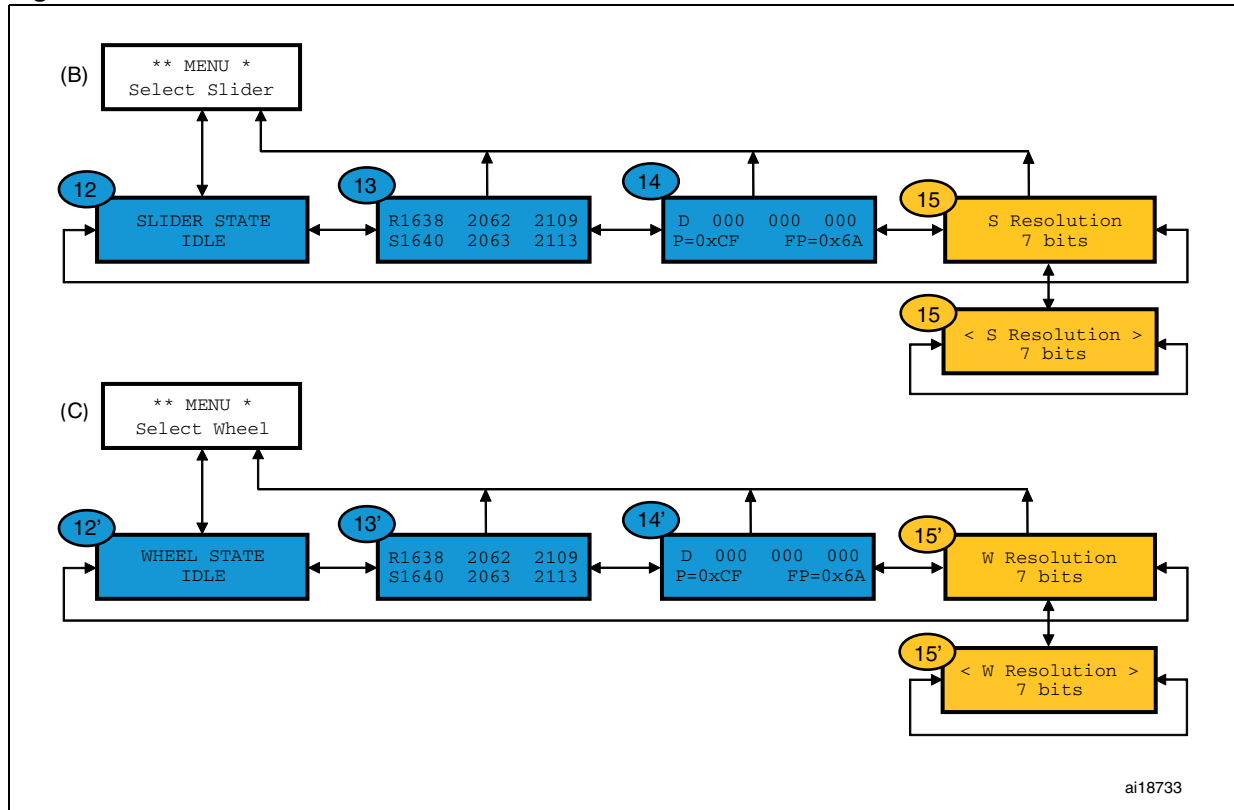 (B)
** MENU *
Select Slider
12
SLIDER STATE
IDLE
13
R1638 2062 2109
S1640 2063 2113
14
D 000 000 000
P=0xCF FP=0x6A
15
S Resolution
7 bits
15
< S Resolution >
7 bits
(C)
** MENU *
Select Wheel
12'
WHEEL STATE
IDLE
13'
R1638 2062 2109
S1640 2063 2113
14'
D 000 000 000
P=0xCF FP=0x6A
15'
W Resolution
7 bits
15'
< W Resolution >
7 bits
ai18733